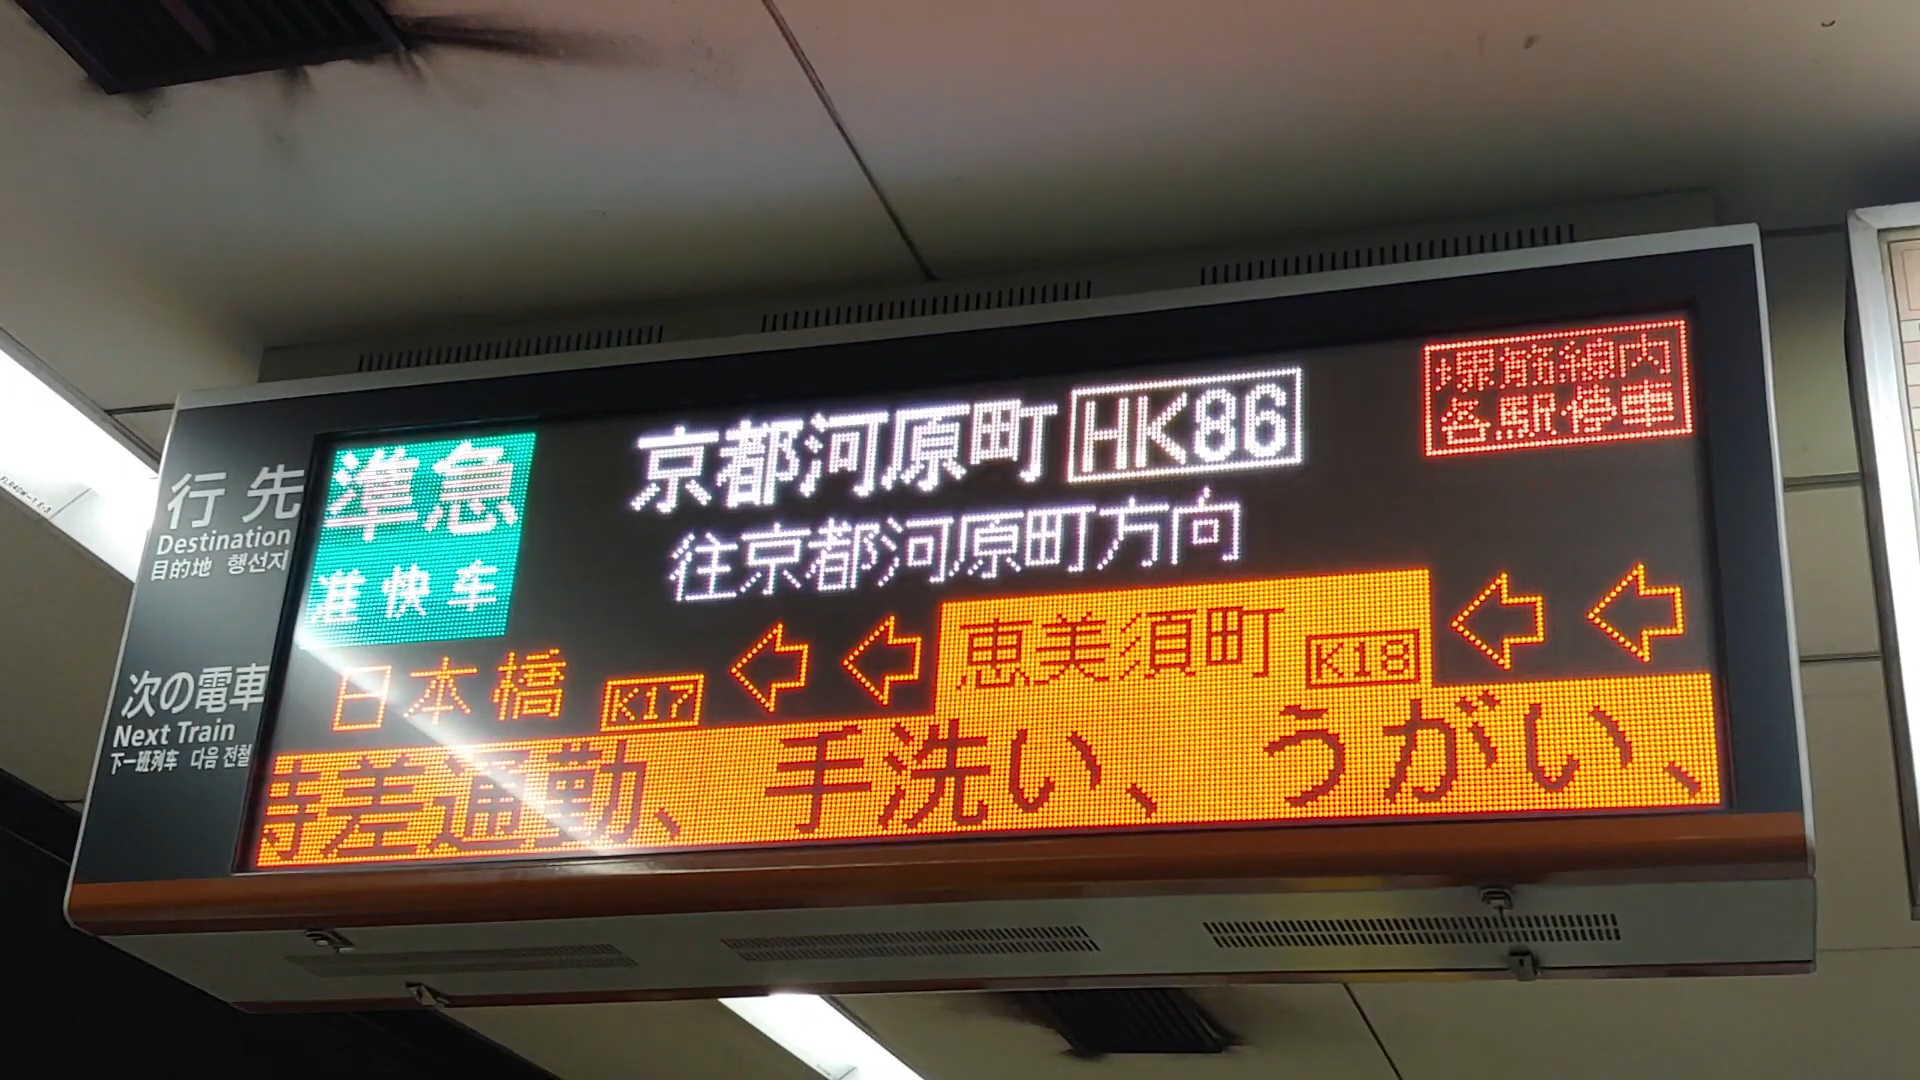 行先
Destination
目的地 행선지
準急
准快车
京都河原町 HK86
往京都河原町方向
堺筋線内
各駅停車
次の電車
Next Train
下一班列车 다음 전철
日本橋 K17 ⇦ ⇦ 恵美須町 K18 ⇦ ⇦
時差通勤、 手洗い、 うがい、